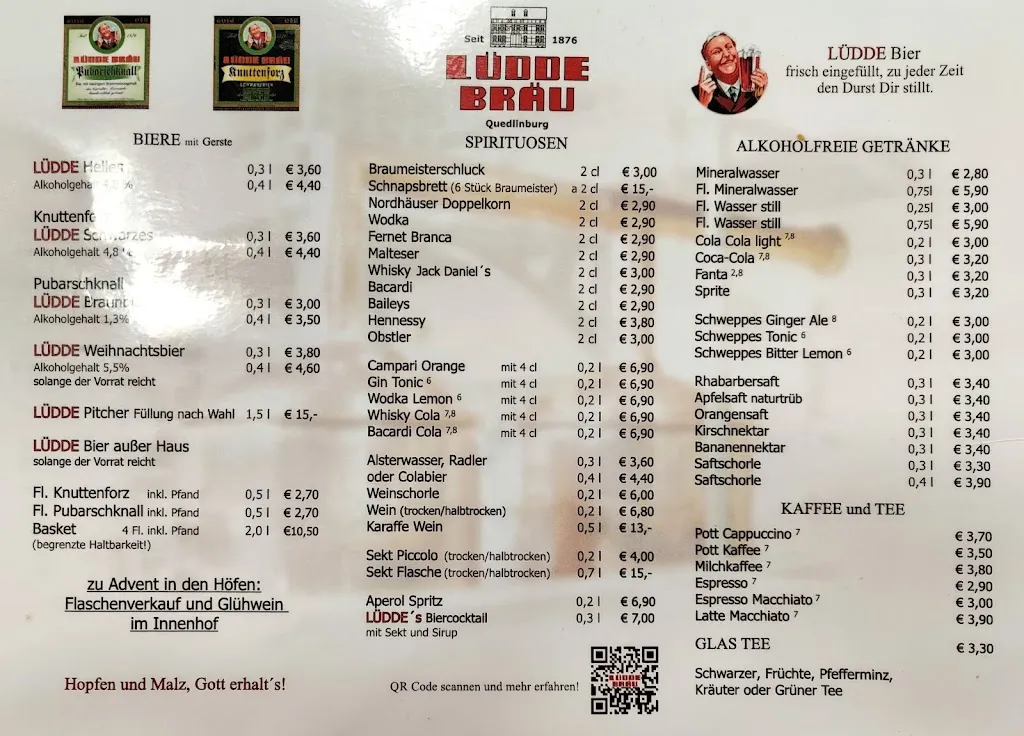 LÜDDE BRÄU
Pubarschknall
LÜDDE BRÄU
Knuttenforz
SCHWARZBIER
Seit 1876
LÜDDE
BRÄU
Quedlinburg
LÜDDE Bier
frisch eingefüllt, zu jeder Zeit
den Durst Dir stillt.
BIERE mit Gerste
LÜDDE Helles 0,3 l € 3,60
Alkoholgehalt 4,8 % 0,4 l € 4,40
Knuttenfo
LÜDDE Schwarzes 0,3 l € 3,60
Alkoholgehalt 4,8 % 0,4 l € 4,40
Pubarschknall
LÜDDE Braun 0,3 l € 3,00
Alkoholgehalt 1,3% 0,4 l € 3,50
LÜDDE Weihnachtsbier 0,3 l € 3,80
Alkoholgehalt 5,5% 0,4 l € 4,60
solange der Vorrat reicht
LÜDDE Pitcher Füllung nach Wahl 1,5 l € 15,-
LÜDDE Bier außer Haus
solange der Vorrat reicht
Fl. Knuttenforz inkl. Pfand 0,5 l € 2,70
Fl. Pubarschknall inkl. Pfand 0,5 l € 2,70
Basket 4 Fl. inkl. Pfand 2,0 l €10,50
(begrenzte Haltbarkeit!)
zu Advent in den Höfen:
Flaschenverkauf und Glühwein
im Innenhof
Hopfen und Malz, Gott erhalt´s!
SPIRITUOSEN
Braumeisterschluck 2 cl € 3,00
Schnapsbrett (6 Stück Braumeister) a 2 cl € 15,-
Nordhäuser Doppelkorn 2 cl € 2,90
Wodka 2 cl € 2,90
Fernet Branca 2 cl € 2,90
Malteser 2 cl € 2,90
Whisky Jack Daniel´s 2 cl € 3,00
Bacardi 2 cl € 2,90
Baileys 2 cl € 2,90
Hennessy 2 cl € 3,80
Obstler 2 cl € 3,00
Campari Orange mit 4 cl 0,2 l € 6,90
Gin Tonic 6 mit 4 cl 0,2 l € 6,90
Wodka Lemon 6 mit 4 cl 0,2 l € 6,90
Whisky Cola 7,8 mit 4 cl 0,2 l € 6,90
Bacardi Cola 7,8 mit 4 cl 0,2 l € 6,90
Alsterwasser, Radler 0,3 l € 3,60
oder Colabier 0,4 l € 4,40
Weinschorle 0,2 l € 6,00
Wein (trocken/halbtrocken) 0,2 l € 6,80
Karaffe Wein 0,5 l € 13,-
Sekt Piccolo (trocken/halbtrocken) 0,2 l € 4,00
Sekt Flasche (trocken/halbtrocken) 0,7 l € 15,-
Aperol Spritz 0,2 l € 6,90
LÜDDE´s Biercocktail 0,3 l € 7,00
mit Sekt und Sirup
QR Code scannen und mehr erfahren!
LÜDDE
BRÄU
ALKOHOLFREIE GETRÄNKE
Mineralwasser 0,3 l € 2,80
Fl. Mineralwasser 0,75l € 5,90
Fl. Wasser still 0,25l € 3,00
Fl. Wasser still 0,75l € 5,90
Cola Cola light 7,8 0,2 l € 3,00
Coca-Cola 7,8 0,3 l € 3,20
Fanta 2,8 0,3 l € 3,20
Sprite 0,3 l € 3,20
Schweppes Ginger Ale 8 0,2 l € 3,00
Schweppes Tonic 6 0,2 l € 3,00
Schweppes Bitter Lemon 6 0,2 l € 3,00
Rhabarbersaft 0,3 l € 3,40
Apfelsaft naturtrüb 0,3 l € 3,40
Orangensaft 0,3 l € 3,40
Kirschnektar 0,3 l € 3,40
Bananennektar 0,3 l € 3,40
Saftschorle 0,3 l € 3,30
Saftschorle 0,4 l € 3,90
KAFFEE und TEE
Pott Cappuccino 7 € 3,70
Pott Kaffee 7 € 3,50
Milchkaffee 7 € 3,80
Espresso 7 € 2,90
Espresso Macchiato 7 € 3,00
Latte Macchiato 7 € 3,90
GLAS TEE € 3,30
Schwarzer, Früchte, Pfefferminz,
Kräuter oder Grüner Tee